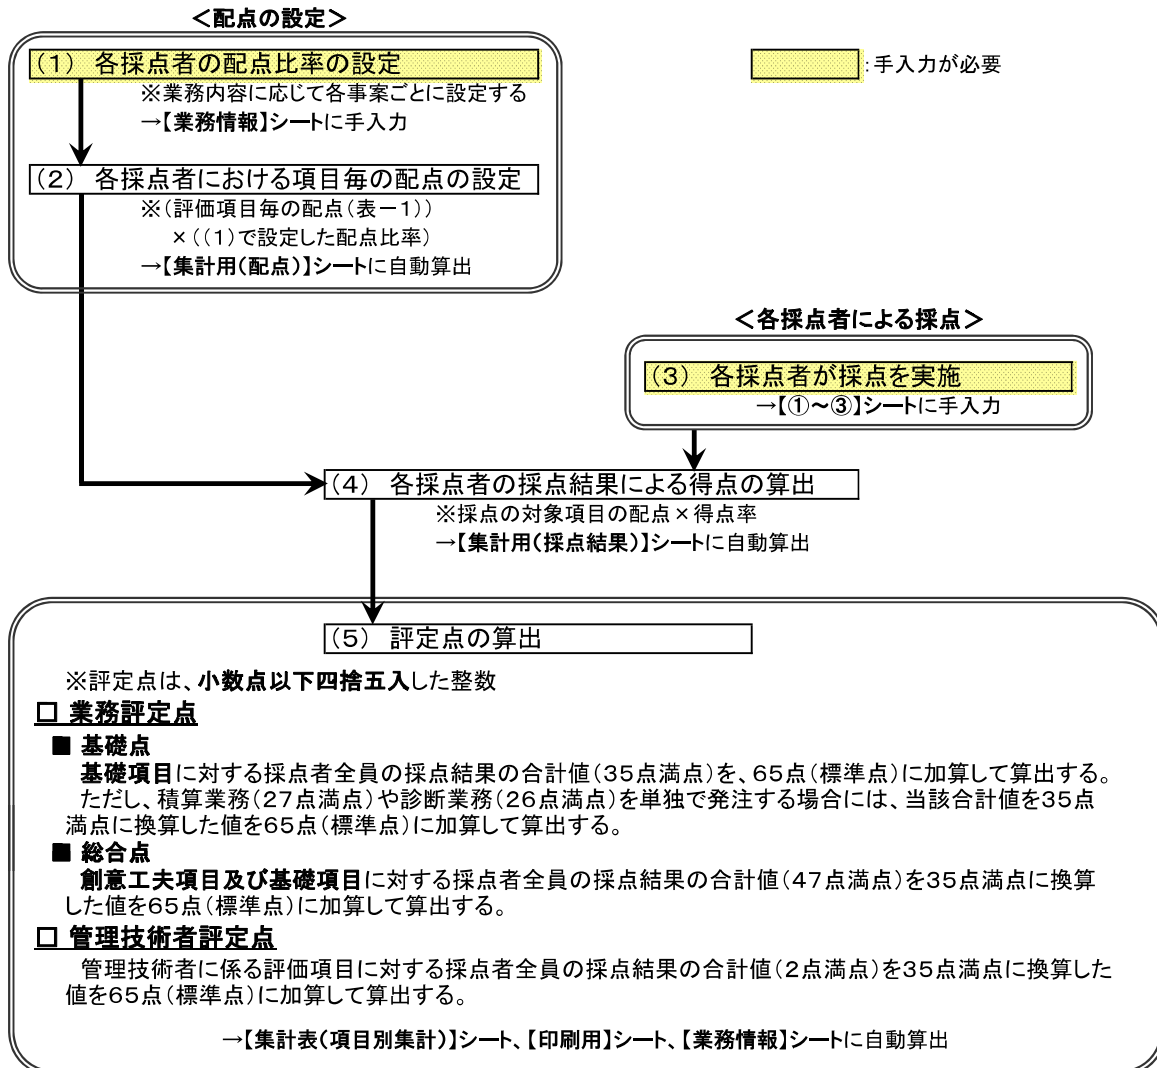 ＜配点の設定＞
（１） 各採点者の配点比率の設定
：手入力が必要
※業務内容に応じて各事案ごとに設定する
→【業務情報】シートに手入力
（２） 各採点者における項目毎の配点の設定
※（評価項目毎の配点（表－１））
×（（１）で設定した配点比率）
→【集計用（配点）】シートに自動算出
＜各採点者による採点＞
（３） 各採点者が採点を実施
→【①～③】シートに手入力
（４） 各採点者の採点結果による得点の算出
※採点の対象項目の配点×得点率
→【集計用（採点結果）】シートに自動算出
（５） 評定点の算出
※評定点は、小数点以下四捨五入した整数
□ 業務評定点
■ 基礎点
基礎項目に対する採点者全員の採点結果の合計値（３５点満点）を、６５点（標準点）に加算して算出する。
ただし、積算業務（２７点満点）や診断業務（２６点満点）を単独で発注する場合には、当該合計値を３５点
満点に換算した値を６５点（標準点）に加算して算出する。
■ 総合点
創意工夫項目及び基礎項目に対する採点者全員の採点結果の合計値（４７点満点）を３５点満点に換算
した値を６５点（標準点）に加算して算出する。
□ 管理技術者評定点
管理技術者に係る評価項目に対する採点者全員の採点結果の合計値（２点満点）を３５点満点に換算した
値を６５点（標準点）に加算して算出する。
→【集計表（項目別集計）】シート、【印刷用】シート、【業務情報】シートに自動算出